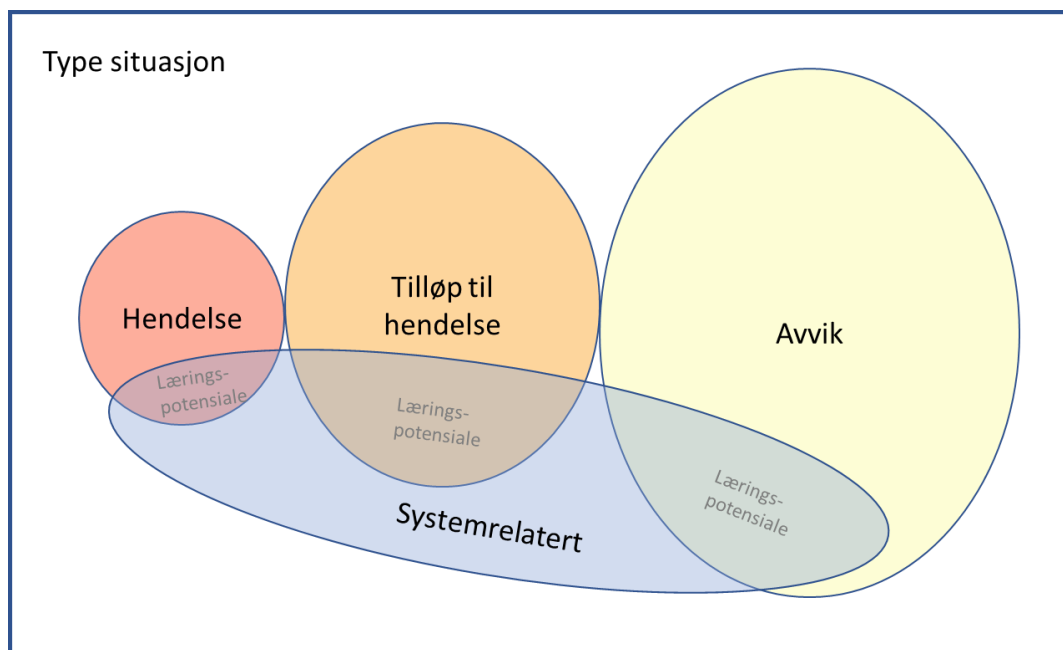 Type situasjon
Hendelse
Tilløp til
hendelse
Avvik
Lærings-
potensiale
Lærings-
potensiale
Lærings-
potensiale
Systemrelatert